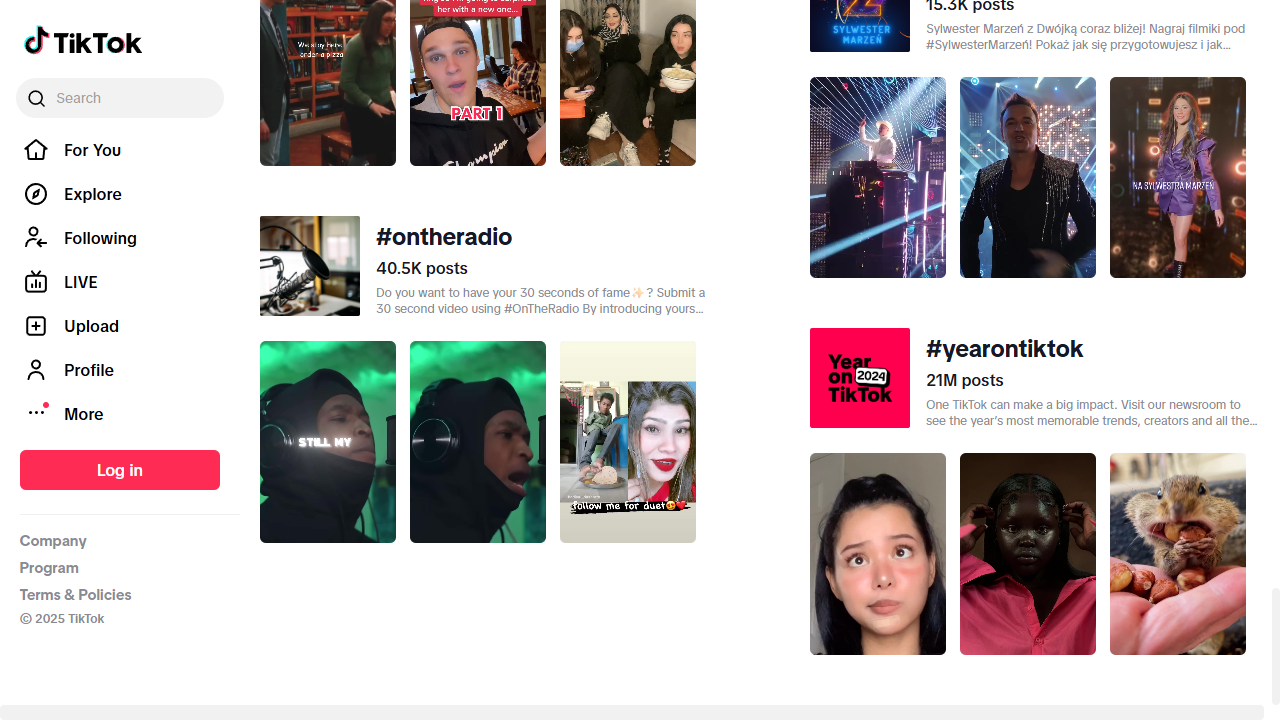 TikTok
Search
For You
Explore
Following
LIVE
Upload
Profile
More
Log in
Company
Program
Terms & Policies
© 2025 TikTok
her with a new one...
We stay here,
order a pizza
PART 1
Champion
#ontheradio
40.5K posts
Do you want to have your 30 seconds of fame✨? Submit a
30 second video using #OnTheRadio By introducing yours...
STILL MY
follow me for duet😍❤️
15.3K posts
Sylwester Marzeń z Dwójką coraz bliżej! Nagraj filmiki pod
#SylwesterMarzeń! Pokaż jak się przygotowujesz i jak...
SYLWESTER
MARZEŃ
NA SYLWESTRA MARZEŃ
#yearontiktok
21M posts
One TikTok can make a big impact. Visit our newsroom to
see the year's most memorable trends, creators and all the...
Year
on 2024
TikTok